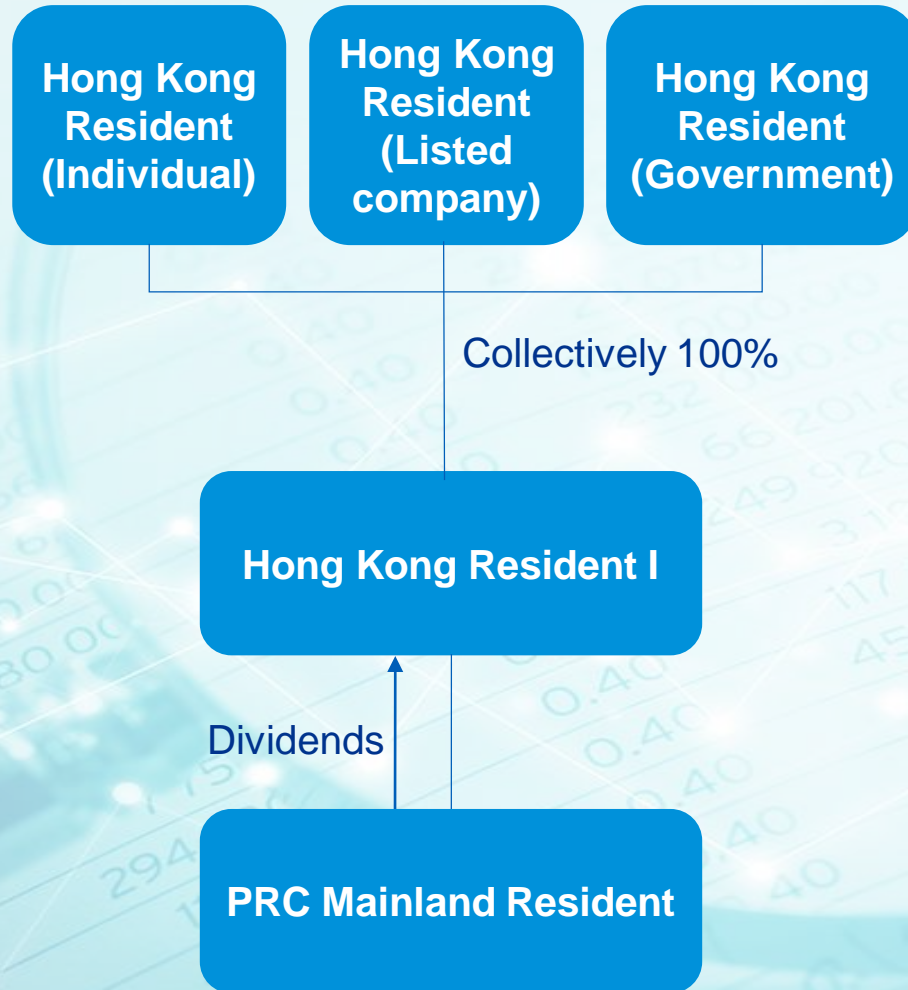 Hong Kong
Resident
(Individual)
Hong Kong
Resident
(Listed
company)
Hong Kong
Resident
(Government)
Collectively 100%
Hong Kong Resident I
Dividends
PRC Mainland Resident